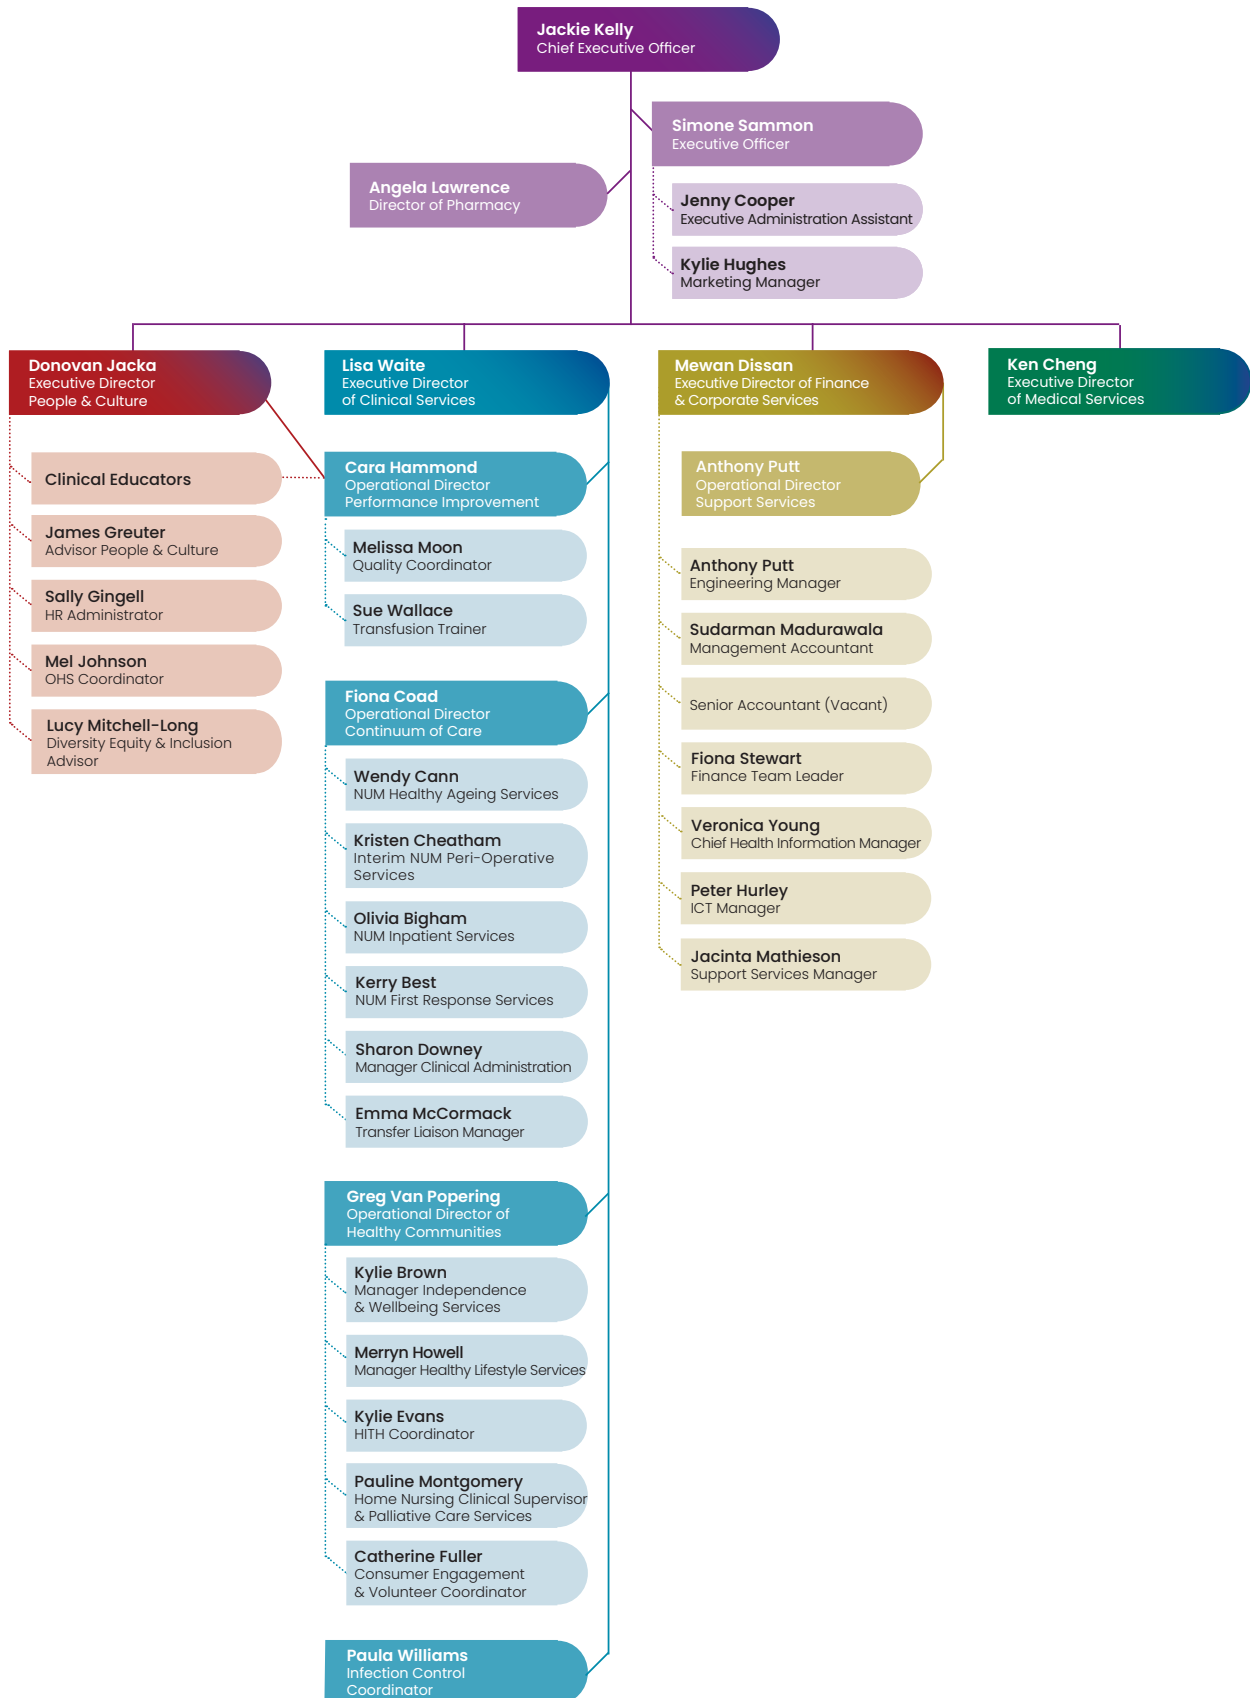 Jackie Kelly
Chief Executive Officer
Simone Sammon
Executive Officer
Angela Lawrence
Director of Pharmacy
Jenny Cooper
Executive Administration Assistant
Kylie Hughes
Marketing Manager
Donovan Jacka
Executive Director
People & Culture
Clinical Educators
James Greuter
Advisor People & Culture
Sally Gingell
HR Administrator
Mel Johnson
OHS Coordinator
Lucy Mitchell-Long
Diversity Equity & Inclusion
Advisor
Lisa Waite
Executive Director
of Clinical Services
Cara Hammond
Operational Director
Performance Improvement
Melissa Moon
Quality Coordinator
Sue Wallace
Transfusion Trainer
Fiona Coad
Operational Director
Continuum of Care
Wendy Cann
NUM Healthy Ageing Services
Kristen Cheatham
Interim NUM Peri-Operative
Services
Olivia Bigham
NUM Inpatient Services
Kerry Best
NUM First Response Services
Sharon Downey
Manager Clinical Administration
Emma McCormack
Transfer Liaison Manager
Greg Van Popering
Operational Director of
Healthy Communities
Kylie Brown
Manager Independence
& Wellbeing Services
Merryn Howell
Manager Healthy Lifestyle Services
Kylie Evans
HITH Coordinator
Pauline Montgomery
Home Nursing Clinical Supervisor
& Palliative Care Services
Catherine Fuller
Consumer Engagement
& Volunteer Coordinator
Paula Williams
Infection Control
Coordinator
Mewan Dissan
Executive Director of Finance
& Corporate Services
Anthony Putt
Operational Director
Support Services
Anthony Putt
Engineering Manager
Sudarman Madurawala
Management Accountant
Senior Accountant (Vacant)
Fiona Stewart
Finance Team Leader
Veronica Young
Chief Health Information Manager
Peter Hurley
ICT Manager
Jacinta Mathieson
Support Services Manager
Ken Cheng
Executive Director
of Medical Services